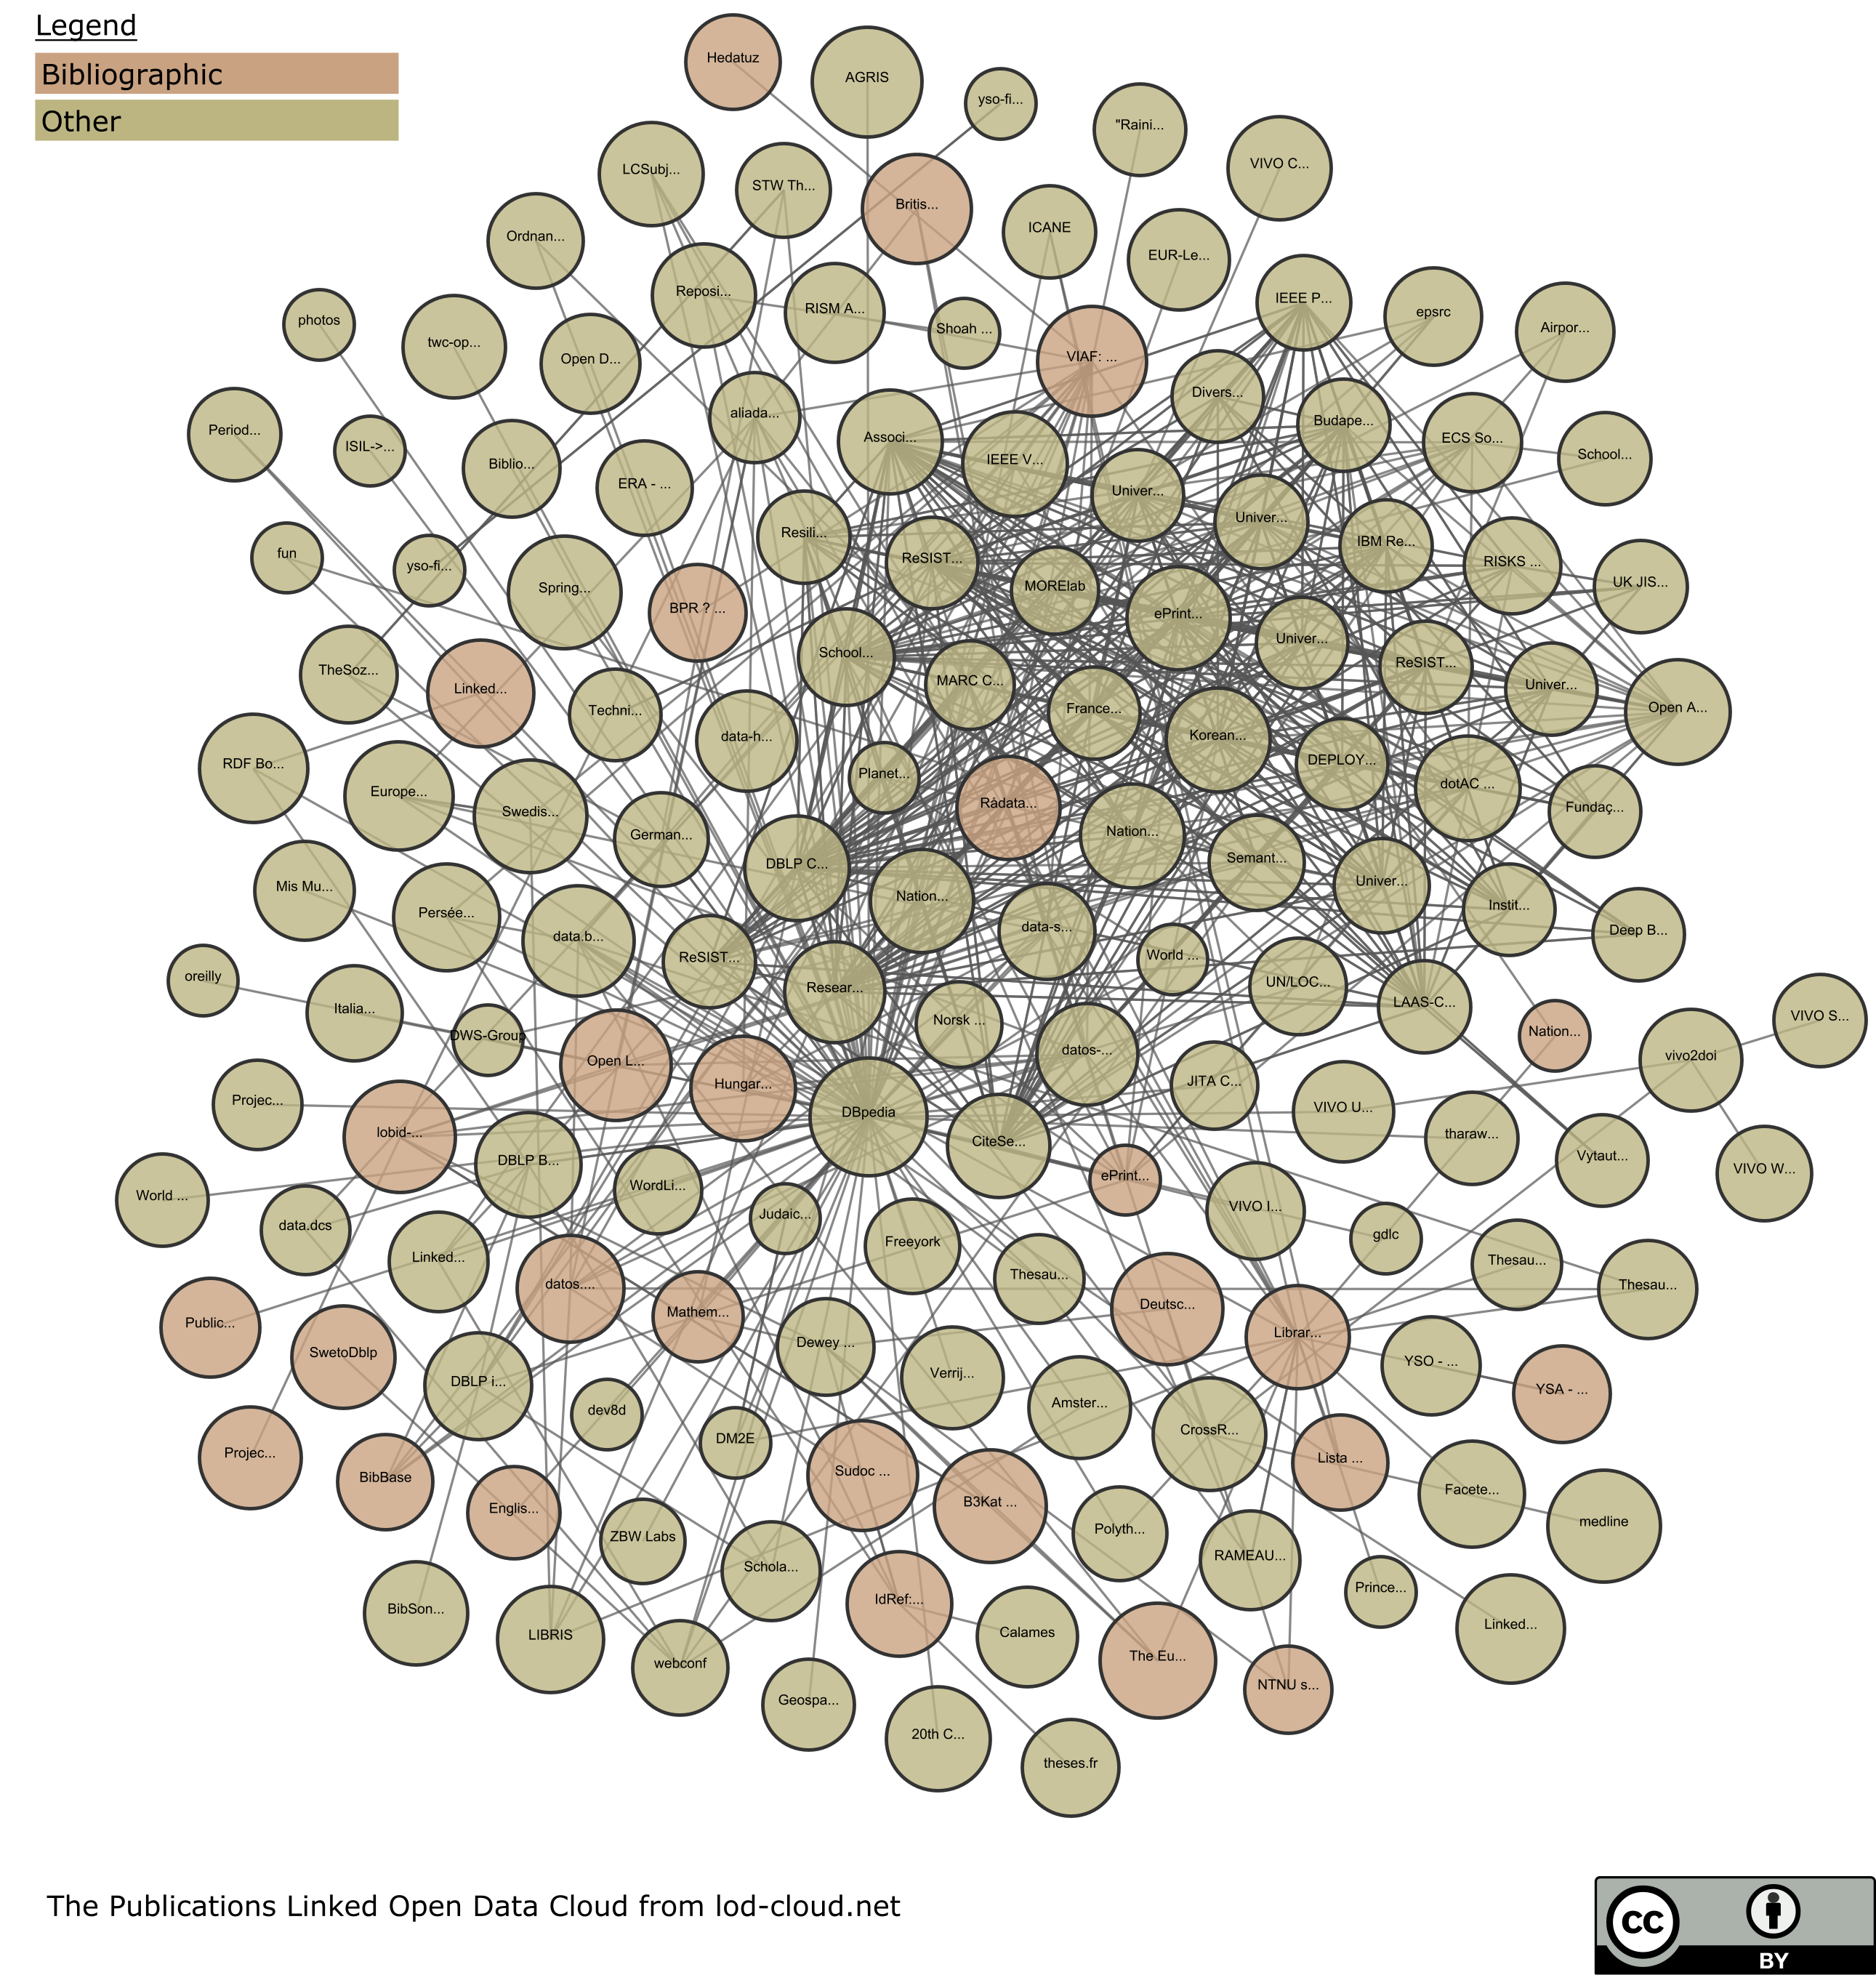 Legend
Bibliographic
Other
Hedatuz
AGRIS
yso-fi...
"Raini...
VIVO C...
LCSubj...
STW Th...
Britis...
ICANE
EUR-Le...
Ordnan...
Reposi...
RISM A...
Shoah ...
VIAF: ...
IEEE P...
epsrc
Airpor...
photos
twc-op...
Open D...
aliada...
Associ...
IEEE V...
Divers...
Budape...
ECS So...
School...
Period...
ISIL->...
Biblio...
ERA - ...
Resili...
ReSIST...
Univer...
Univer...
IBM Re...
RISKS ...
UK JIS...
fun
yso-fi...
Spring...
BPR ? ...
MORElab
ePrint...
Univer...
ReSIST...
Univer...
Open A...
TheSoz...
Linked...
Techni...
data-h...
School...
MARC C...
France...
Korean...
DEPLOY...
dotAC ...
Fundaç...
RDF Bo...
Europe...
Swedis...
German...
Planet...
Rådata...
Nation...
Semant...
Univer...
Instit...
Deep B...
Mis Mu...
Persée...
data.b...
ReSIST...
DBLP C...
Nation...
data-s...
World ...
UN/LOC...
LAAS-C...
Nation...
VIVO S...
oreilly
Italia...
DWS-Group
Open L...
Hungar...
Resear...
Norsk ...
datos-...
JITA C...
VIVO U...
tharaw...
vivo2doi
Projec...
lobid-...
DBLP B...
WordLi...
DBpedia
CiteSe...
ePrint...
VIVO I...
gdlc
Vytaut...
VIVO W...
World ...
data.dcs
Linked...
datos....
Mathem...
Judaic...
Freeyork
Thesau...
Deutsc...
Librar...
Thesau...
Thesau...
Public...
SwetoDblp
DBLP i...
dev8d
DM2E
Dewey ...
Verrij...
Amster...
CrossR...
Lista ...
YSO - ...
YSA - ...
Projec...
BibBase
Englis...
ZBW Labs
Schola...
Sudoc ...
B3Kat ...
Polyth...
RAMEAU...
Facete...
medline
BibSon...
LIBRIS
webconf
Geospa...
IdRef:...
Calames
The Eu...
NTNU s...
Prince...
Linked...
20th C...
theses.fr
The Publications Linked Open Data Cloud from lod-cloud.net
cc
BY